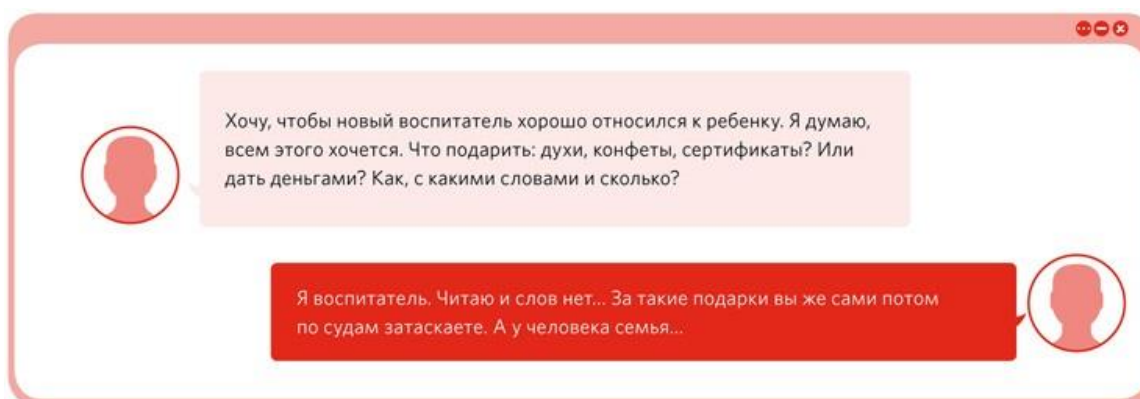 Хочу, чтобы новый воспитатель хорошо относился к ребенку. Я думаю,
всем этого хочется. Что подарить: духи, конфеты, сертификаты? Или
дать деньгами? Как, с какими словами и сколько?
Я воспитатель. Читаю и слов нет... За такие подарки вы же сами потом
по судам затаскаете. А у человека семья...